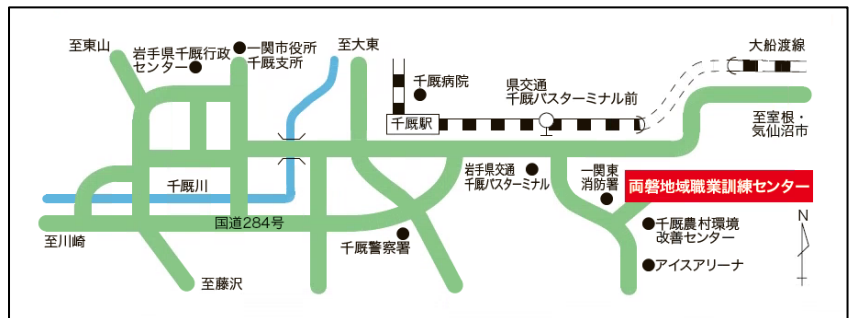 至東山
岩手県千厩行政
センター
一関市役所
千厩支所
至大東
千厩病院
県交通
千厩バスターミナル前
大船渡線
千厩駅
至室根・
気仙沼市
千厩川
岩手県交通
千厩バスターミナル
一関東
消防署
両磐地域職業訓練センター
国道284号
至川崎
千厩警察署
千厩農村環境
改善センター
N
至藤沢
アイスアリーナ